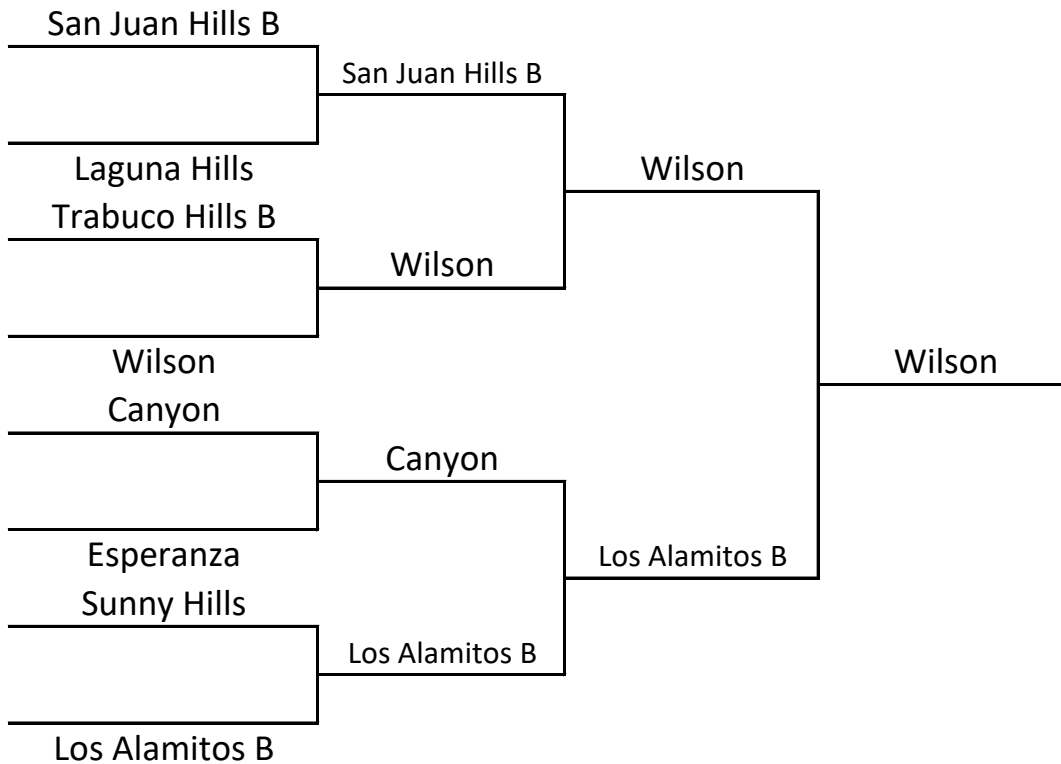 San Juan Hills B
San Juan Hills B
Laguna Hills
Wilson
Trabuco Hills B
Wilson
Wilson
Wilson
Canyon
Canyon
Esperanza
Los Alamitos B
Sunny Hills
Los Alamitos B
Los Alamitos B